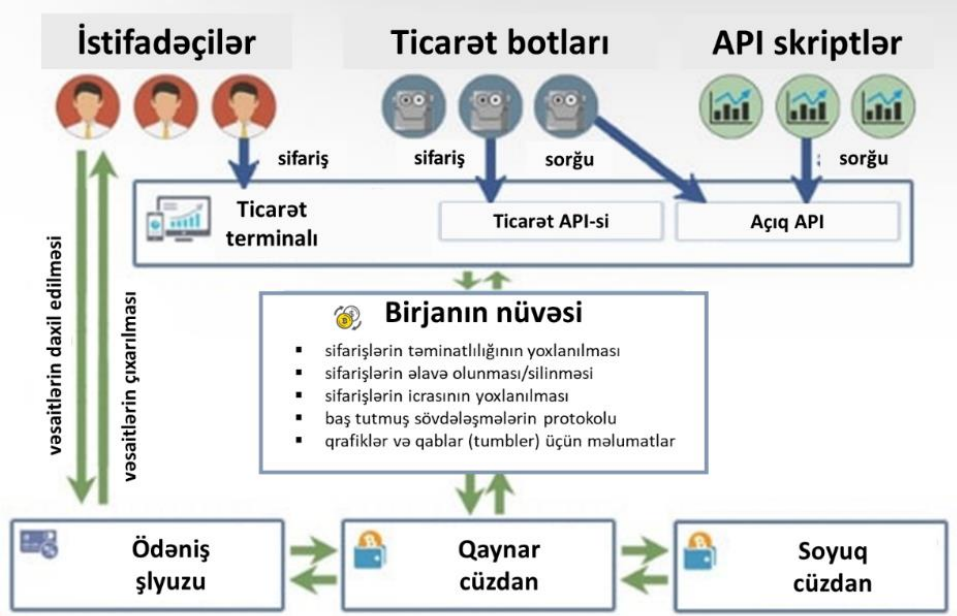 İstifadəçilər
Ticarət botları
API skriptlər
sifariş
sifariş
sorğu
sorğu
Ticarət
terminalı
Ticarət API-si
Açıq API
vəsaitlərin daxil edilməsi
vəsaitlərin çıxarılması
Birjanın nüvəsi
▪ sifarişlərin təminatlılığının yoxlanılması
▪ sifarişlərin əlavə olunması/silinməsi
▪ sifarişlərin icrasının yoxlanılması
▪ baş tutmuş sövdələşmələrin protokolu
▪ qrafiklər və qablar (tumbler) üçün məlumatlar
Ödəniş
şlyuzu
Qaynar
cüzdan
Soyuq
cüzdan